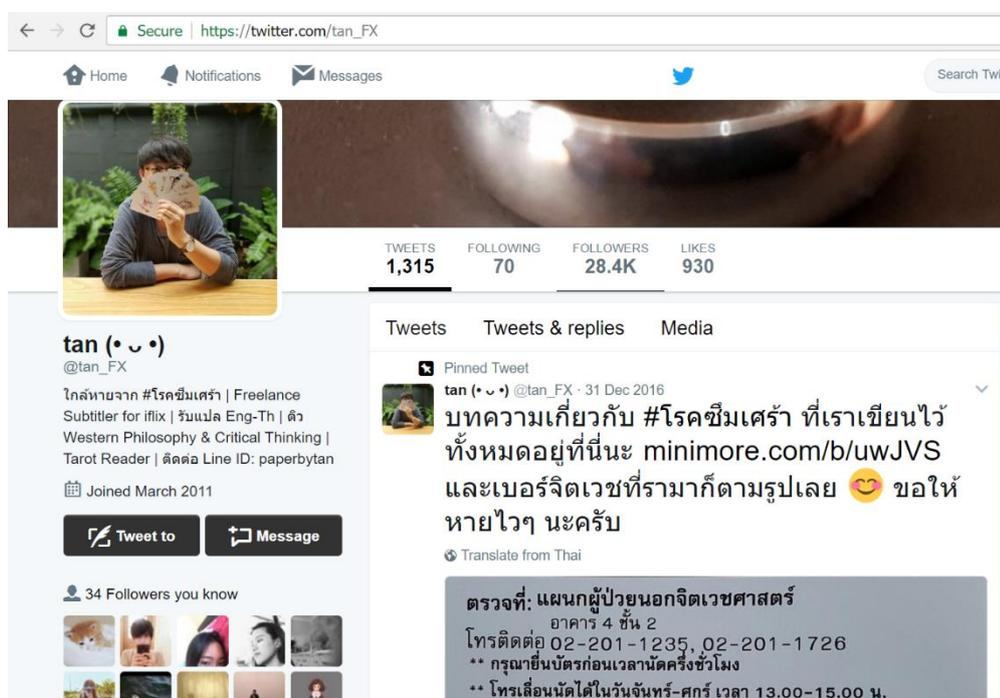 Secure https://twitter.com/tan_FX
Home Notifications Messages
Search Twi
TWEETS FOLLOWING FOLLOWERS LIKES
1,315 70 28.4K 930
tan (• ᴗ •)
@tan_FX
ใกล้หายจาก #โรคซึมเศร้า | Freelance
Subtitler for iflix | รับแปล Eng-Th | ติว
Western Philosophy & Critical Thinking |
Tarot Reader | ติดต่อ Line ID: paperbytan
Joined March 2011
Tweet to Message
34 Followers you know
Tweets Tweets & replies Media
Pinned Tweet
tan (• ᴗ •) @tan_FX · 31 Dec 2016
บทความเกี่ยวกับ #โรคซึมเศร้า ที่เราเขียนไว้
ทั้งหมดอยู่ที่นี่นะ minimore.com/b/uwJVS
และเบอร์จิตเวชที่รามาก็ตามรูปเลย 😊 ขอให้
หายไวๆ นะครับ
Translate from Thai
ตรวจที่: แผนกผู้ป่วยนอกจิตเวชศาสตร์
อาคาร 4 ชั้น 2
โทรติดต่อ 02-201-1235, 02-201-1726
** กรุณายื่นบัตรก่อนเวลานัดครึ่งชั่วโมง
** โทรเลื่อนนัดได้ในวันจันทร์-ศุกร์ เวลา 13.00-15.00 น.